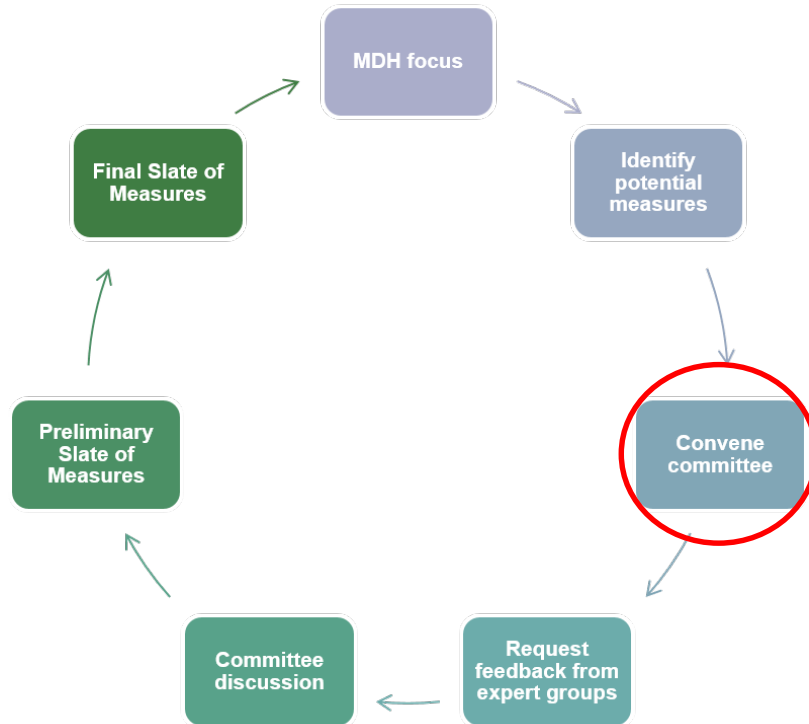 MDH focus
Identify
potential
measures
Convene
committee
Request
feedback from
expert groups
Committee
discussion
Preliminary
Slate of
Measures
Final Slate of
Measures